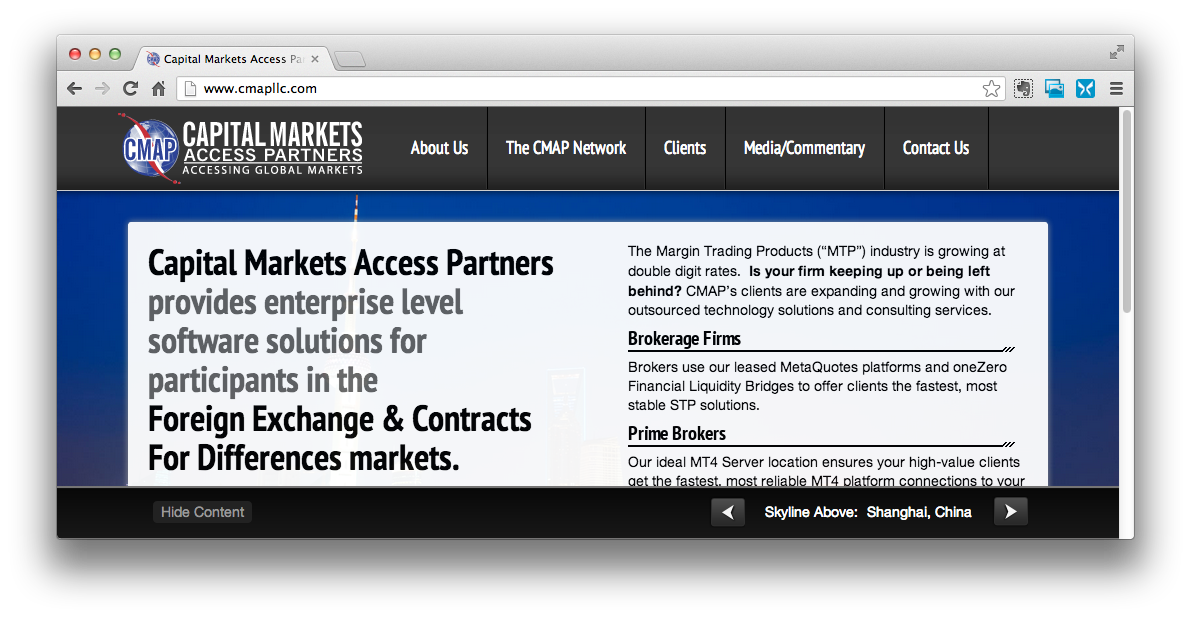 Capital Markets Access Pa
www.cmapllc.com
CMAP
CAPITAL MARKETS
ACCESS PARTNERS
ACCESSING GLOBAL MARKETS
About Us
The CMAP Network
Clients
Media/Commentary
Contact Us
Capital Markets Access Partners
provides enterprise level
software solutions for
participants in the
Foreign Exchange & Contracts
For Differences markets.
The Margin Trading Products (“MTP”) industry is growing at
double digit rates.  Is your firm keeping up or being left
behind? CMAP’s clients are expanding and growing with our
outsourced technology solutions and consulting services.
Brokerage Firms
Brokers use our leased MetaQuotes platforms and oneZero
Financial Liquidity Bridges to offer clients the fastest, most
stable STP solutions.
Prime Brokers
Our ideal MT4 Server location ensures your high-value clients
get the fastest, most reliable MT4 platform connections to your
Hide Content
Skyline Above:  Shanghai, China